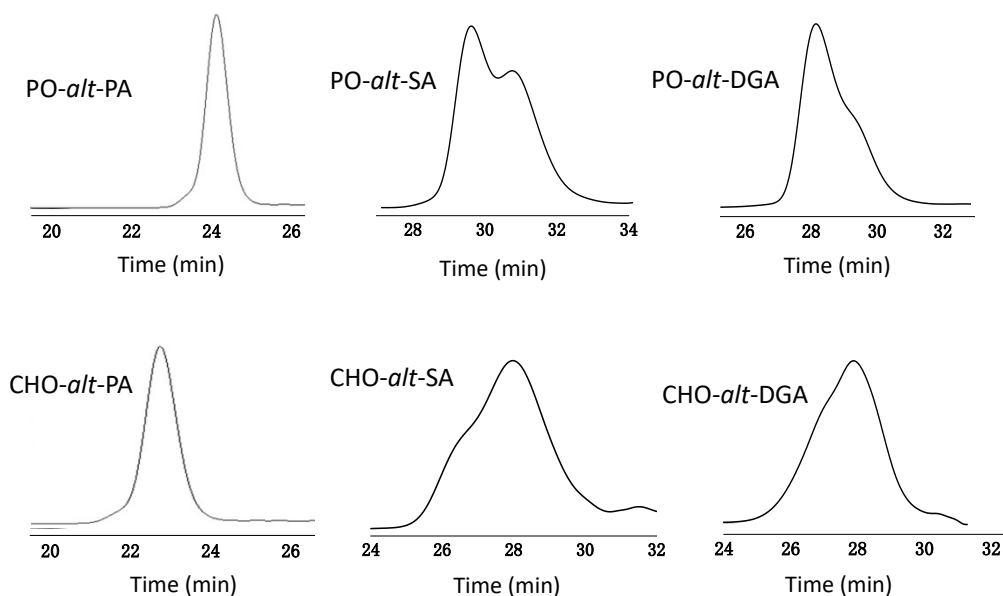 PO-alt-PA
20 22 24 26
Time (min)
PO-alt-SA
28 30 32 34
Time (min)
PO-alt-DGA
26 28 30 32
Time (min)
CHO-alt-PA
20 22 24 26
Time (min)
CHO-alt-SA
24 26 28 30 32
Time (min)
CHO-alt-DGA
24 26 28 30 32
Time (min)